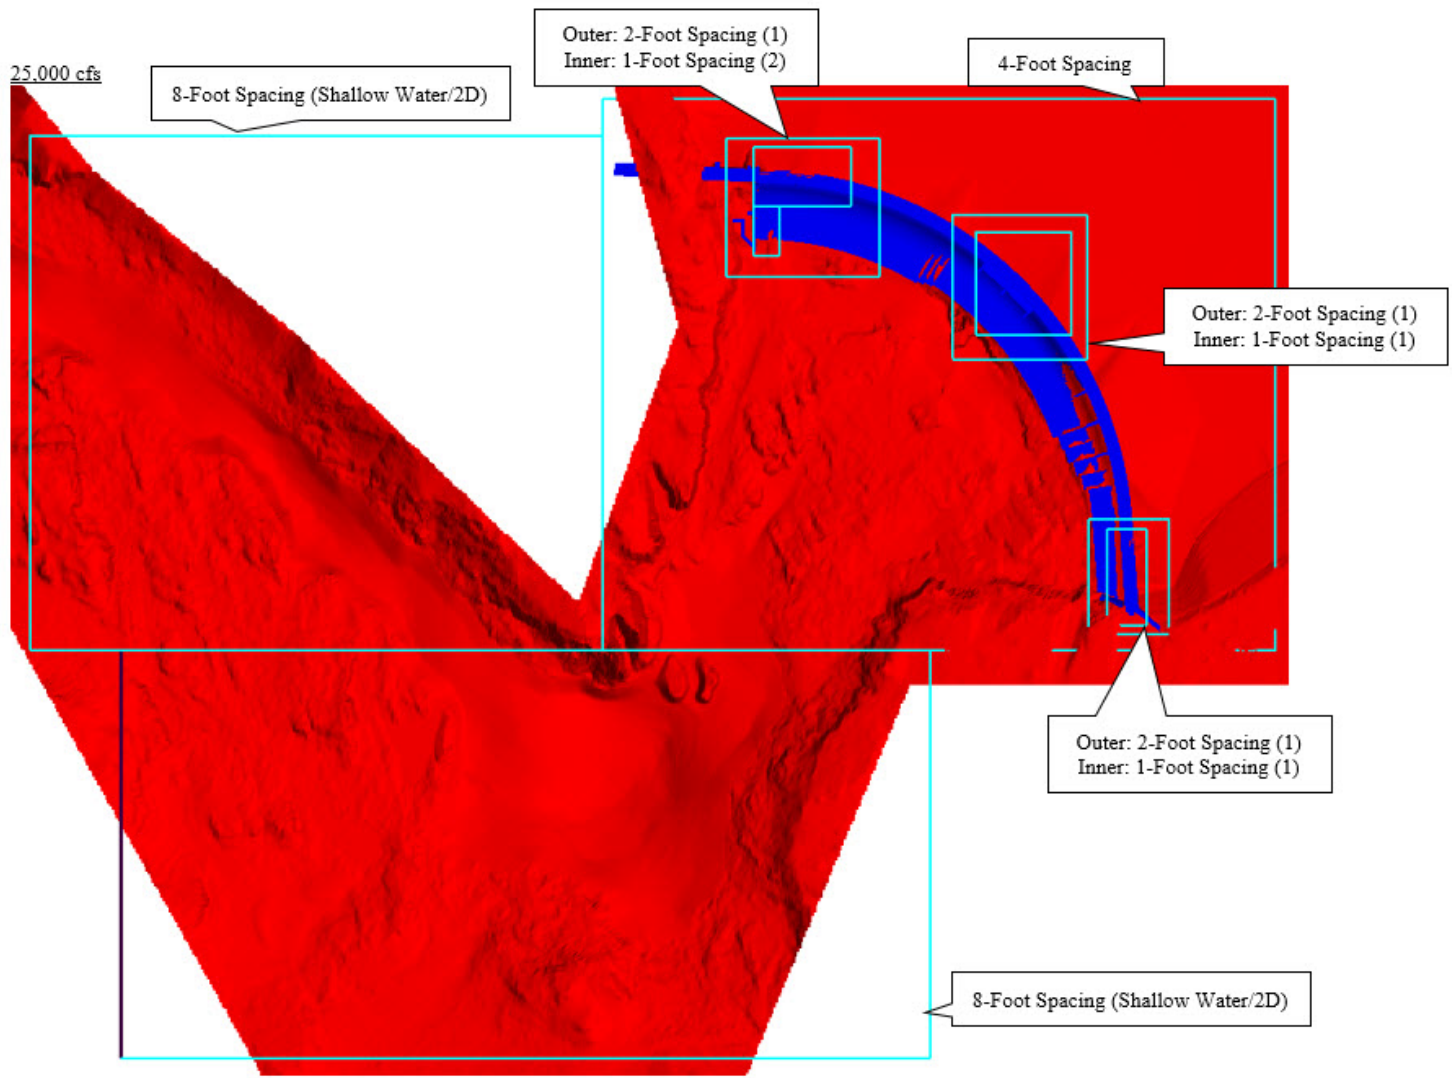 Outer: 2-Foot Spacing (1)
Inner: 1-Foot Spacing (2)
4-Foot Spacing
25,000 cfs
8-Foot Spacing (Shallow Water/2D)
Outer: 2-Foot Spacing (1)
Inner: 1-Foot Spacing (1)
Outer: 2-Foot Spacing (1)
Inner: 1-Foot Spacing (1)
8-Foot Spacing (Shallow Water/2D)